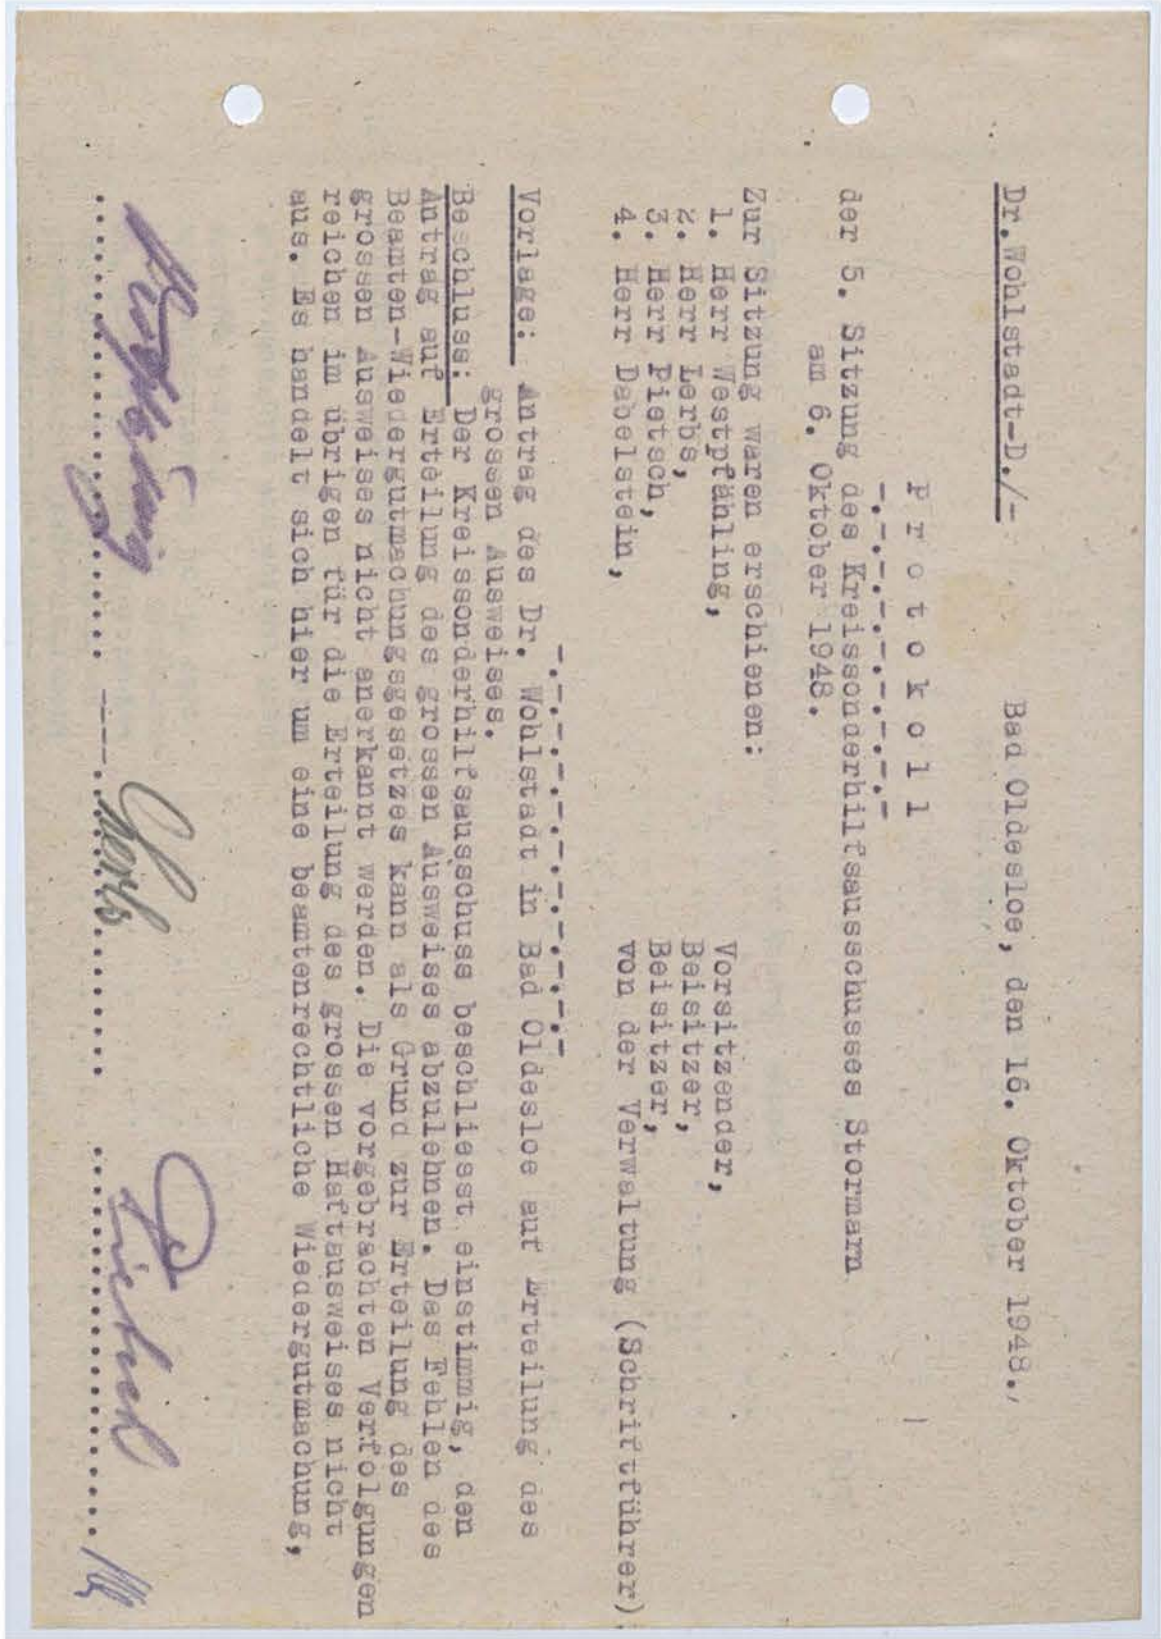 Dr.Wohlstadt-D./-
Bad Oldesloe, den 16. Oktober 1948.
P r o t o k o l l
-.-.-.-.-.-.-.-.-
der 5. Sitzung des Kreissonderhilfsausschusses Stormarn
am 6. Oktober 1948.
Zur Sitzung waren erschienen:
1. Herr Westpfähling, Vorsitzender,
2. Herr Lerbs, Beisitzer,
3. Herr Pietsch, Beisitzer,
4. Herr Dabelstein, von der Verwaltung (Schriftführer)
-.-.-.-.-.-.-.-.-.-.-
Vorlage: Antrag des Dr. Wohlstadt in Bad Oldesloe auf Erteilung des
grossen Ausweises.
Beschluss: Der Kreissonderhilfsausschuss beschliesst einstimmig, den
Antrag auf Erteilung des grossen Ausweises abzulehnen. Das Fehlen des
Beamten-Wiedergutmachungsgesetzes kann als Grund zur Erteilung des
grossen Ausweises nicht anerkannt werden. Die vorgebrachten Verfolgungen
reichen im übrigen für die Erteilung des grossen Haftausweises nicht
aus. Es handelt sich hier um eine beamtenrechtliche Wiedergutmachung,
Lerbs